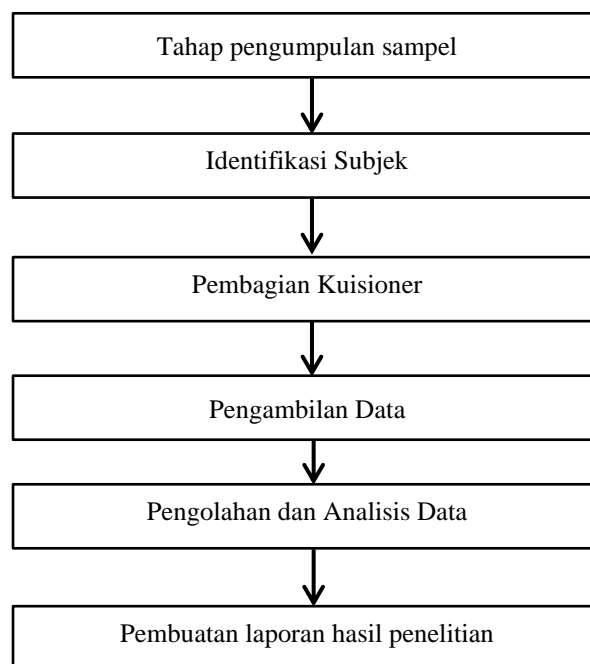 Tahap pengumpulan sampel
Identifikasi Subjek
Pembagian Kuisioner
Pengambilan Data
Pengolahan dan Analisis Data
Pembuatan laporan hasil penelitian